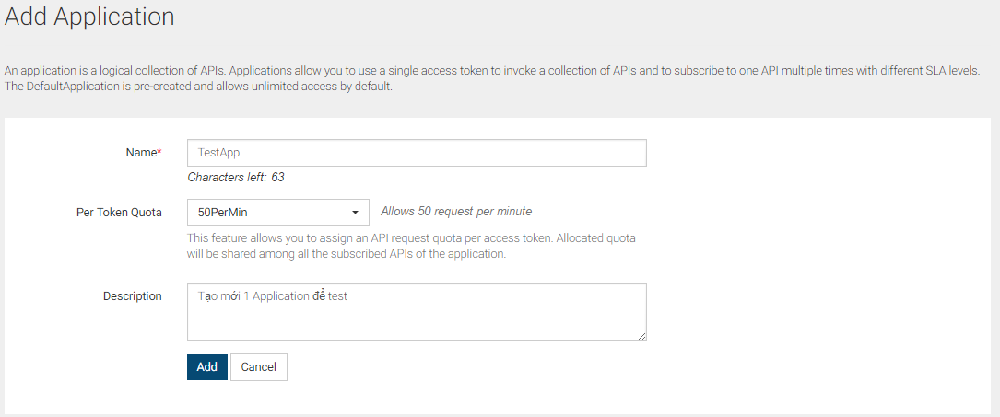 Add Application
An application is a logical collection of APIs. Applications allow you to use a single access token to invoke a collection of APIs and to subscribe to one API multiple times with different SLA levels.
The DefaultApplication is pre-created and allows unlimited access by default.
Name*
TestApp
Characters left: 63
Per Token Quota
50PerMin
Allows 50 request per minute
This feature allows you to assign an API request quota per access token. Allocated quota
will be shared among all the subscribed APIs of the application.
Description
Tạo mới 1 Application để test
Add
Cancel